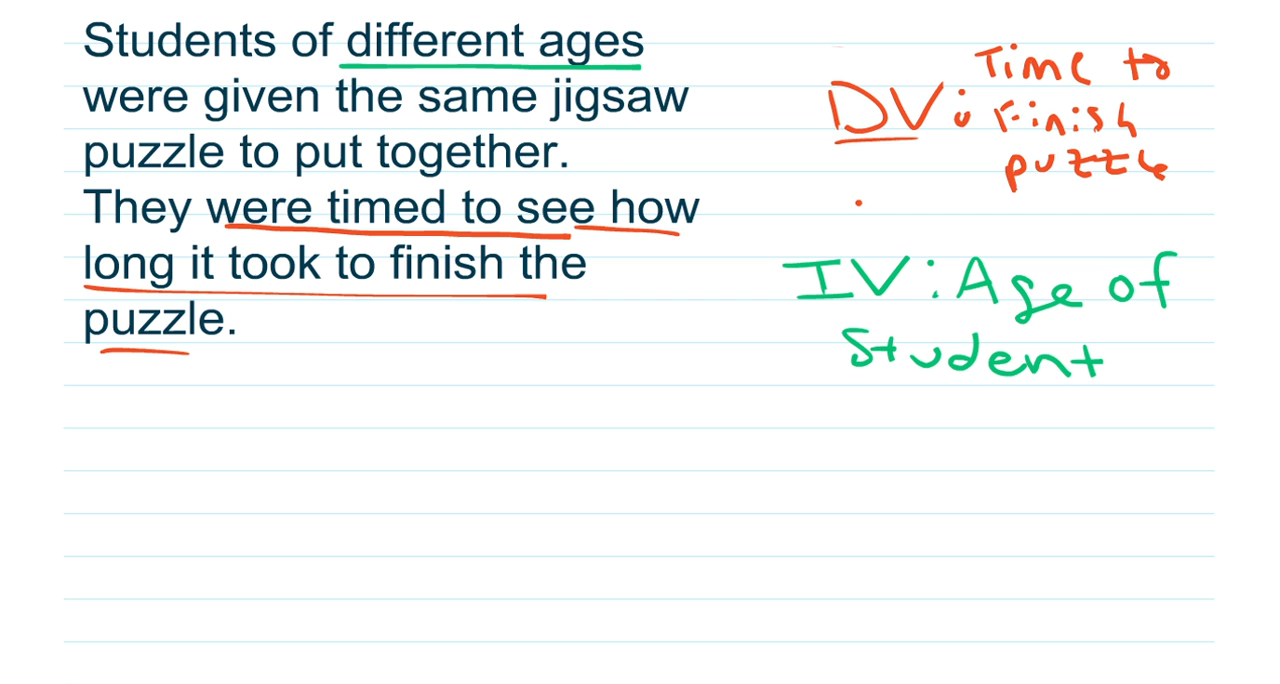 Students of different ages
were given the same jigsaw
puzzle to put together.
They were timed to see how
long it took to finish the
puzzle.
Time to
DV: Finish
puzzle
IV: Age of
Student